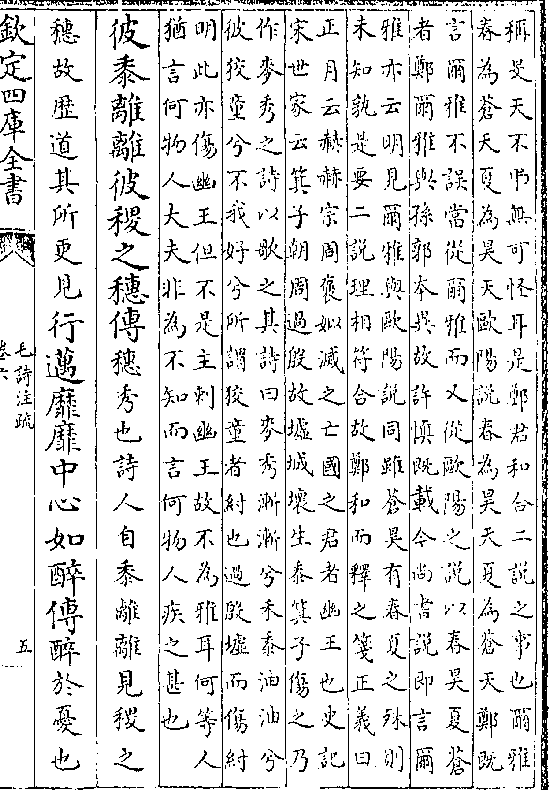 稱旻天不弔無可怪耳是鄭君和合二說之事也爾雅
春為蒼天夏為昊天歐陽說春為昊天夏為蒼天鄭既
言爾雅不誤當從爾雅而又從歐陽之說以春昊夏蒼
者鄭爾雅與孫郭本異故許慎既載今尚書說即言爾
雅亦云明見爾雅與歐陽說同雖蒼昊有春夏之殊則
未知孰是要二說理相符合故鄭和而釋之箋正義曰
正月云赫赫宗周褒姒滅之亡國之君者幽王也史記
宋世家云箕子朝周過殷故墟城壞生黍箕子傷之乃
作麥秀之詩以歌之其詩曰麥秀漸漸兮禾黍油油兮
彼狡童兮不我好兮所謂狡童者紂也過殷墟而傷紂
明此亦傷幽王但不是主刺幽王故不為雅耳何等人
猶言何物人大夫非為不知而言何物人疾之甚也
彼黍離離彼稷之穗傳穗秀也詩人自黍離離見稷之
穗故歷道其所更見行邁靡靡中心如醉傳醉於憂也
欽定四庫全書
毛詩注疏
卷六
五